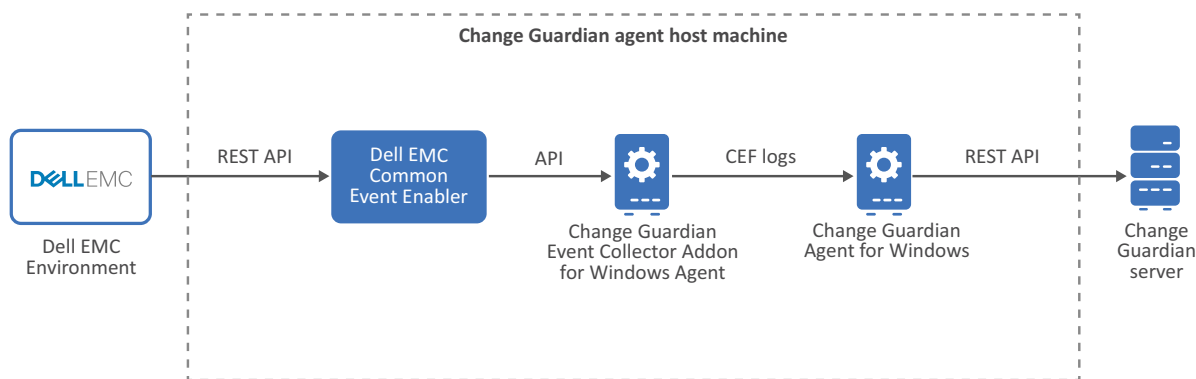 Change Guardian agent host machine
DELLEMC
REST API
Dell EMC
Common
Event Enabler
API
CEF logs
REST API
Dell EMC
Environment
Change Guardian
Event Collector Addon
for Windows Agent
Change Guardian
Agent for Windows
Change
Guardian
server